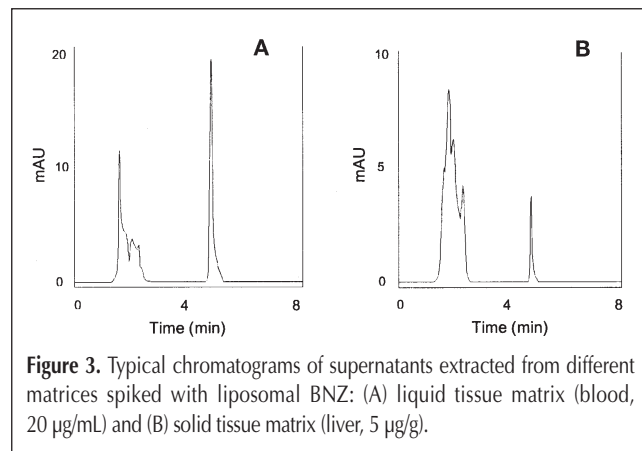 A
20
10
0
mAU
0 4 8
Time (min)
B
10
5
0
mAU
0 4 8
Time (min)
Figure 3. Typical chromatograms of supernatants extracted from different
matrices spiked with liposomal BNZ: (A) liquid tissue matrix (blood,
20 µg/mL) and (B) solid tissue matrix (liver, 5 µg/g).